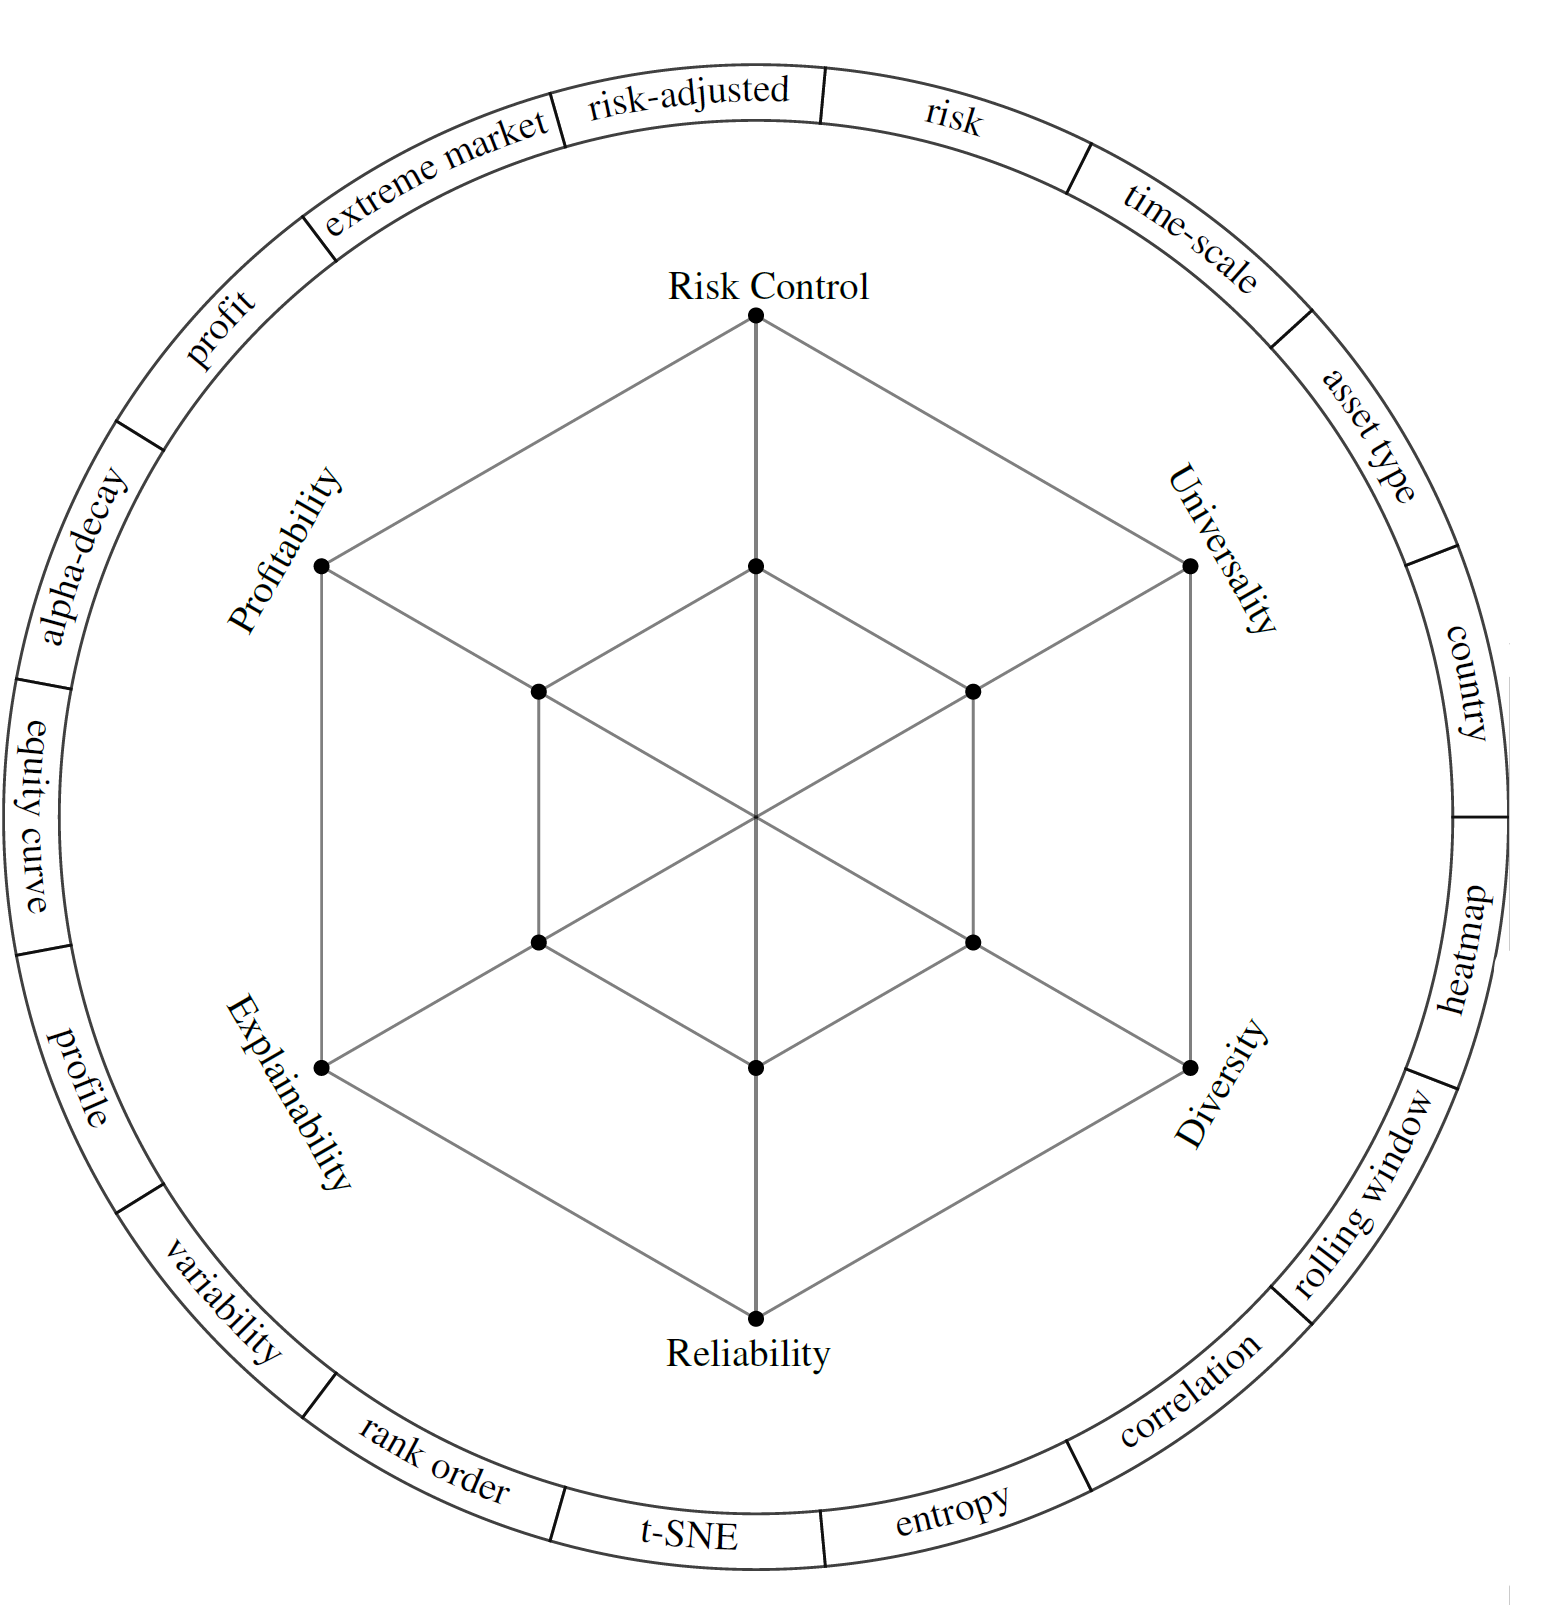 risk-adjusted
risk
time-scale
asset type
country
heatmap
rolling window
correlation
entropy
t-SNE
rank order
variability
profile
equity curve
alpha-decay
profit
extreme market
Risk Control
Universality
Diversity
Reliability
Explainability
Profitability